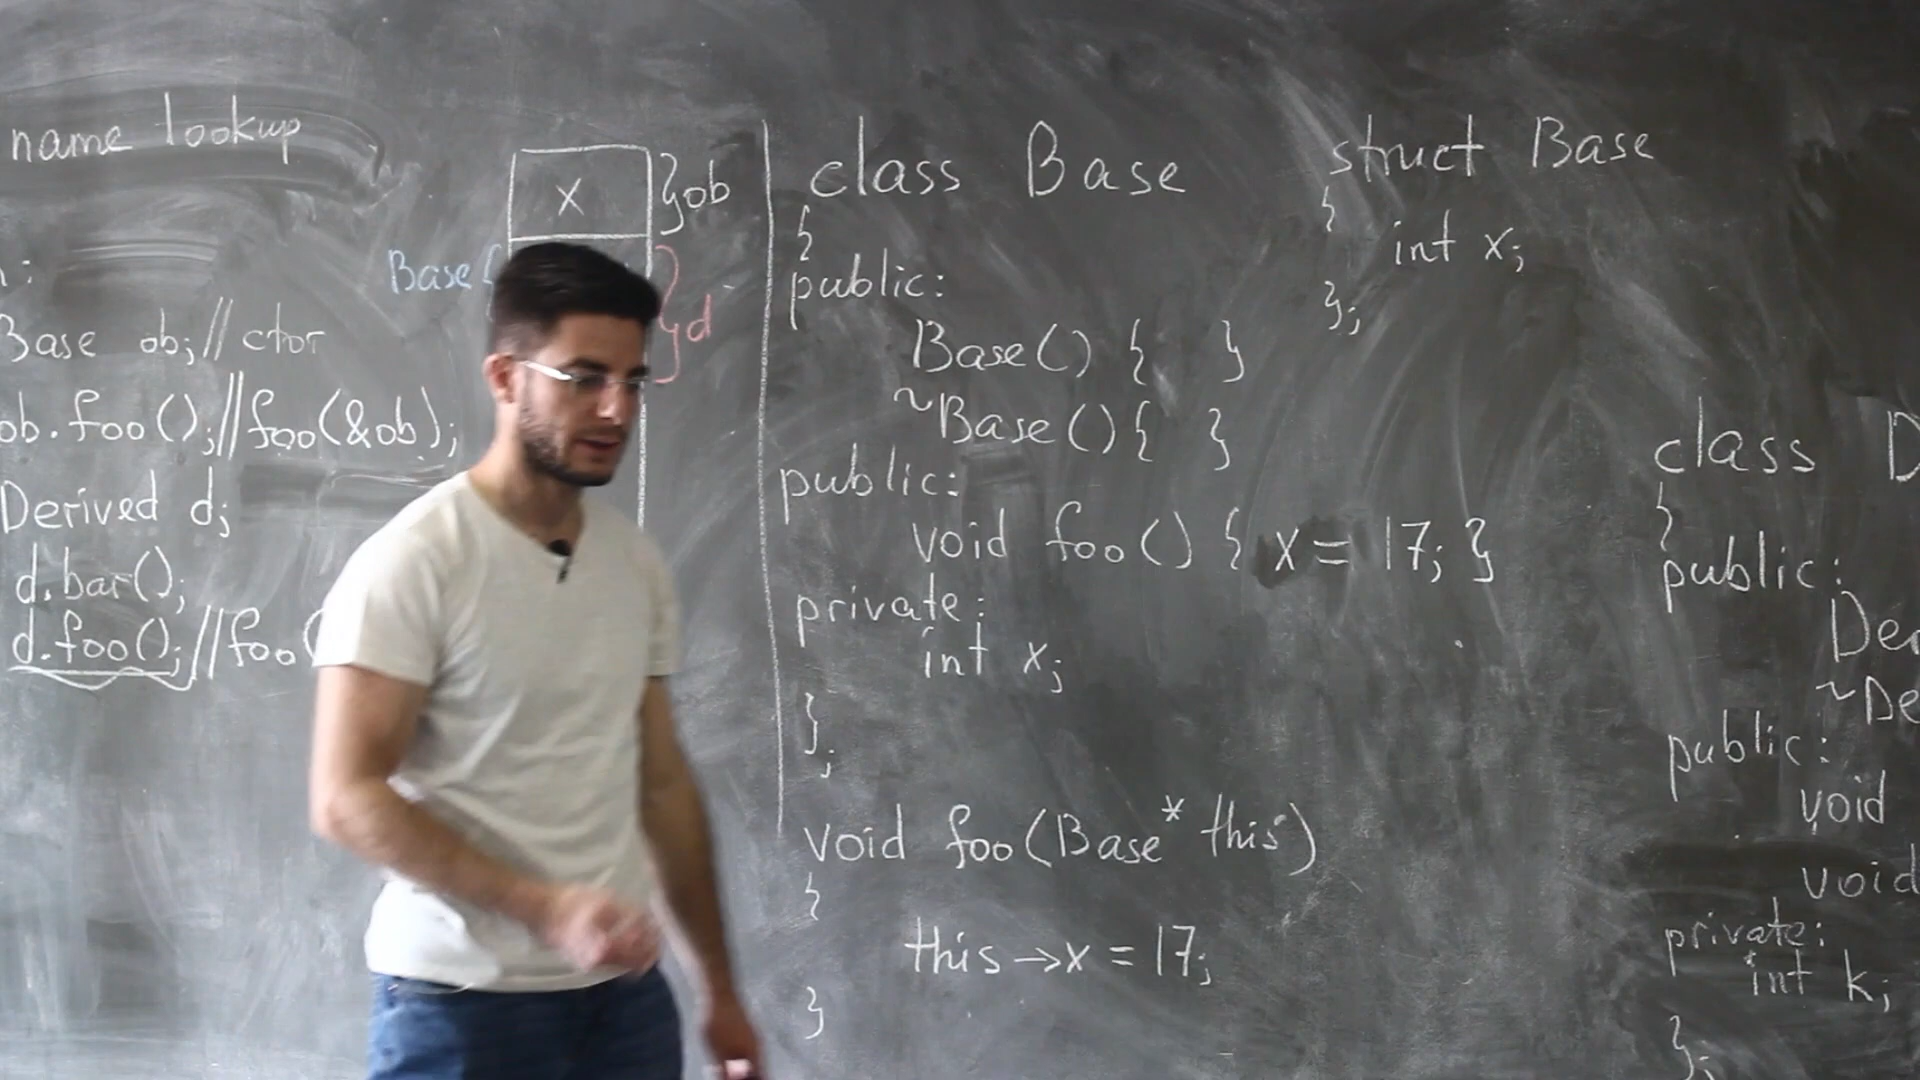 name lookup
Base ob; // ctor
ob.foo(); // foo(&ob);
Derived d;
d.bar();
d.foo(); // foo(
x } ob
Base {
} d
class Base
{
public:
Base() { }
~Base() { }
public:
void foo() { x = 17; }
private:
int x;
};
void foo(Base* this)
{
this→x = 17;
}
struct Base
{
int x;
};
class D
{
public:
De
~De
public:
void
void
private:
int k;
};